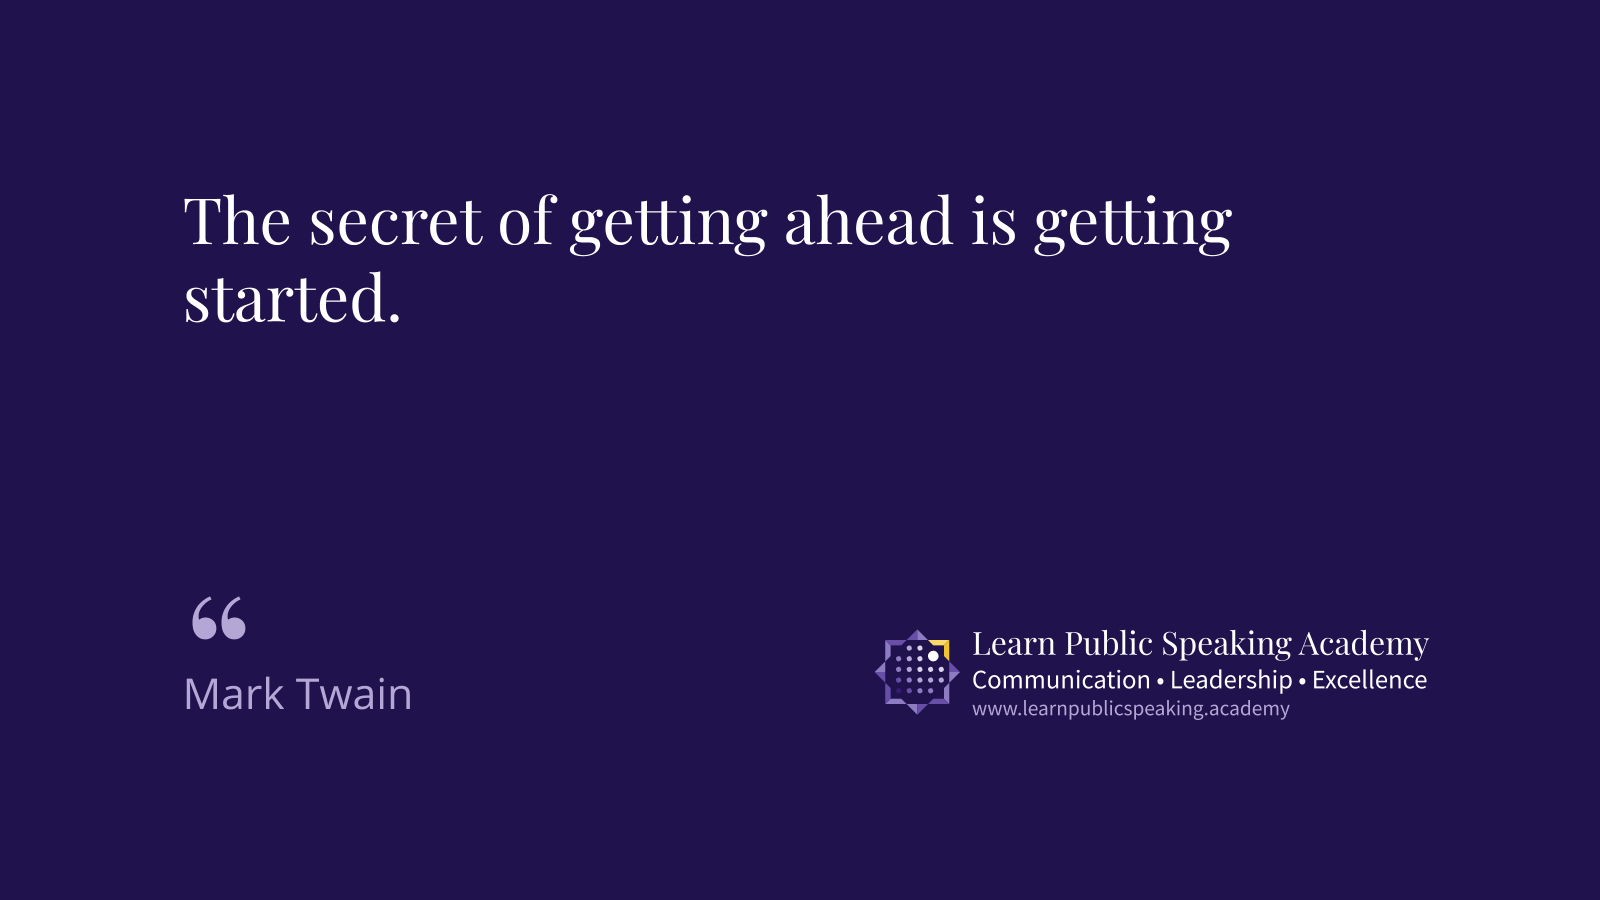 The secret of getting ahead is getting
started.
“
Mark Twain
Learn Public Speaking Academy
Communication • Leadership • Excellence
www.learnpublicspeaking.academy